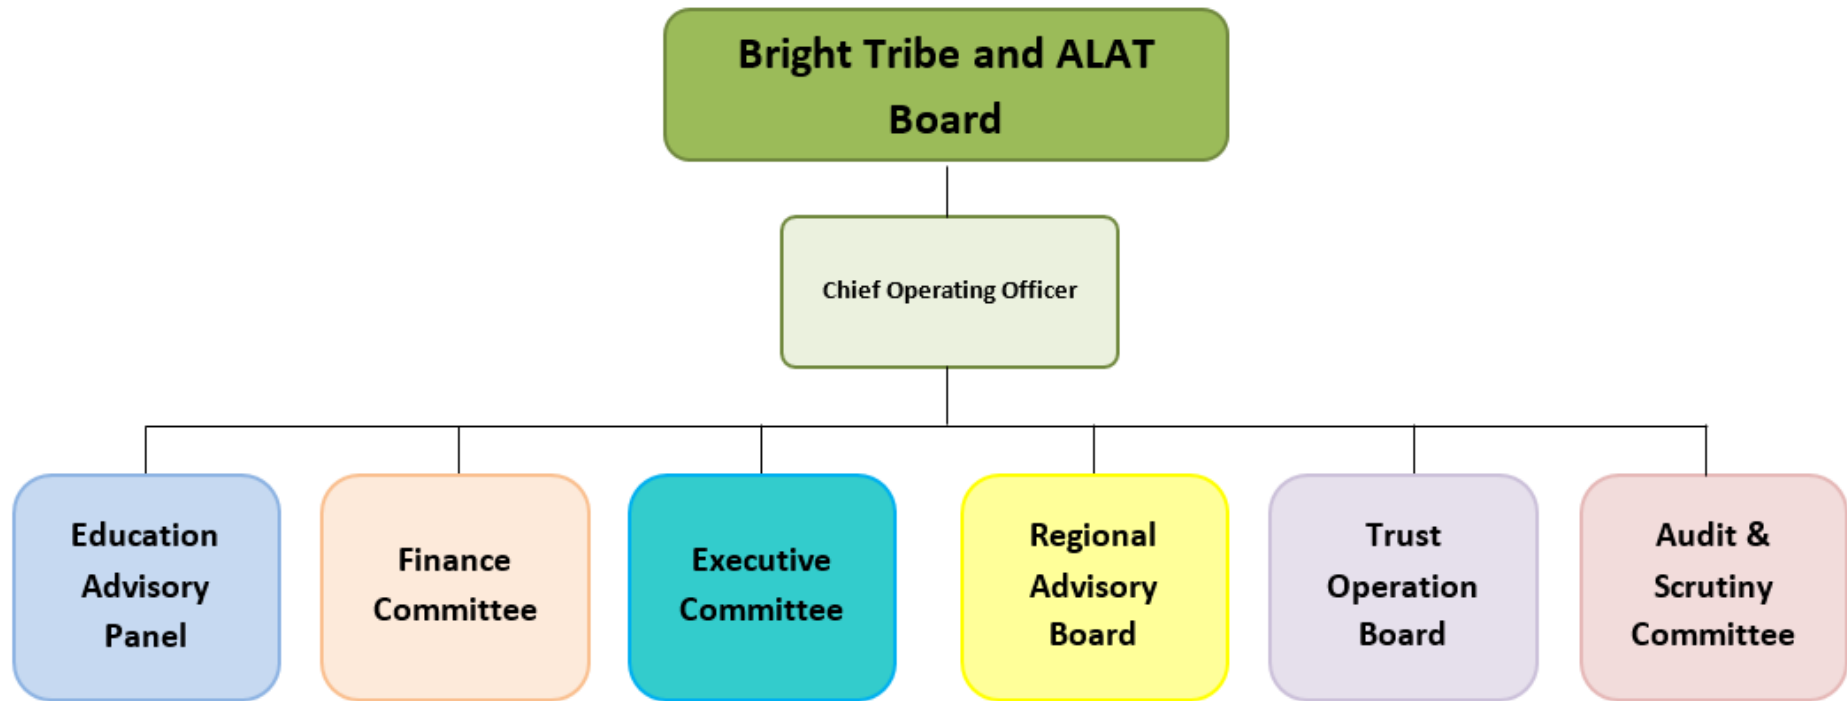 Bright Tribe and ALAT
Board
Chief Operating Officer
Education
Advisory
Panel
Finance
Committee
Executive
Committee
Regional
Advisory
Board
Trust
Operation
Board
Audit &
Scrutiny
Committee